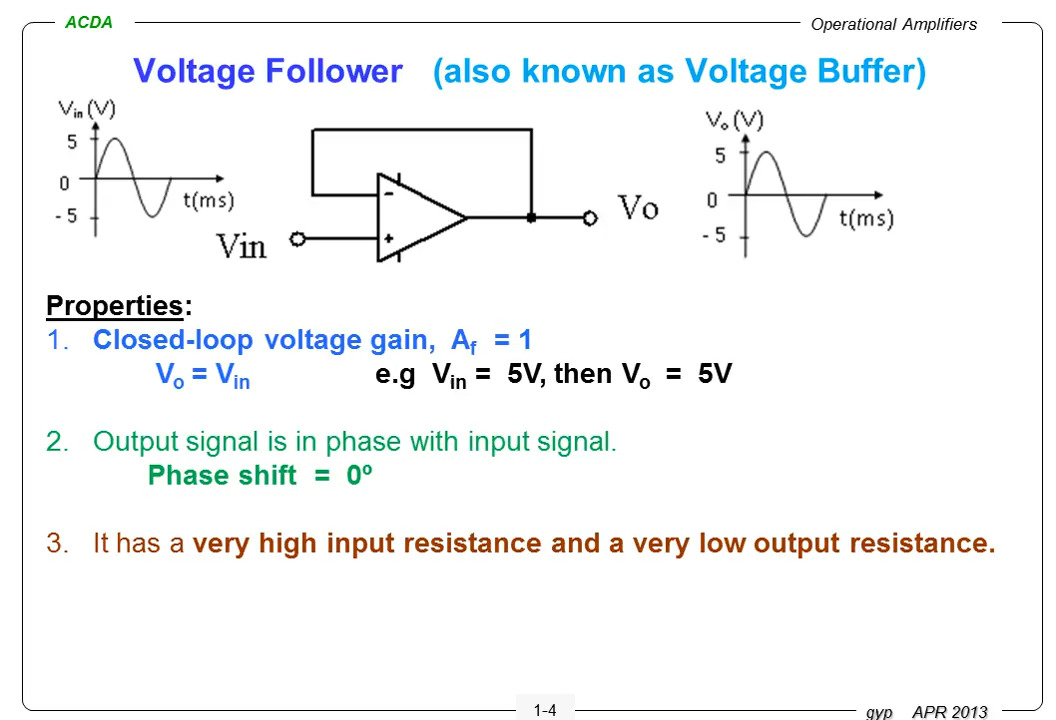 ACDA
Operational Amplifiers
Voltage Follower (also known as Voltage Buffer)
Vin (V)
5
0
- 5
t(ms)
Vin
-
+
Vo
Vo (V)
5
0
- 5
t(ms)
Properties:
1. Closed-loop voltage gain, Af = 1
Vo = Vin e.g Vin = 5V, then Vo = 5V
2. Output signal is in phase with input signal.
Phase shift = 0º
3. It has a very high input resistance and a very low output resistance.
1-4
gyp APR 2013